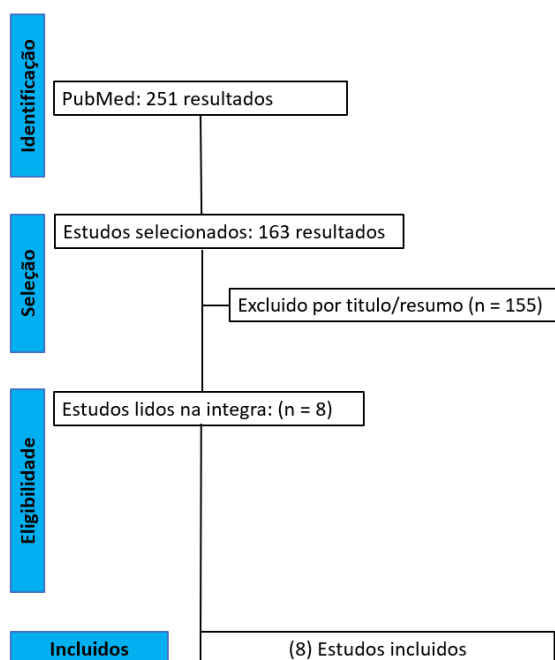 Identificação
PubMed: 251 resultados
Seleção
Estudos selecionados: 163 resultados
Excluido por titulo/resumo (n = 155)
Eligibilidade
Estudos lidos na integra: (n = 8)
Incluidos
(8) Estudos incluidos